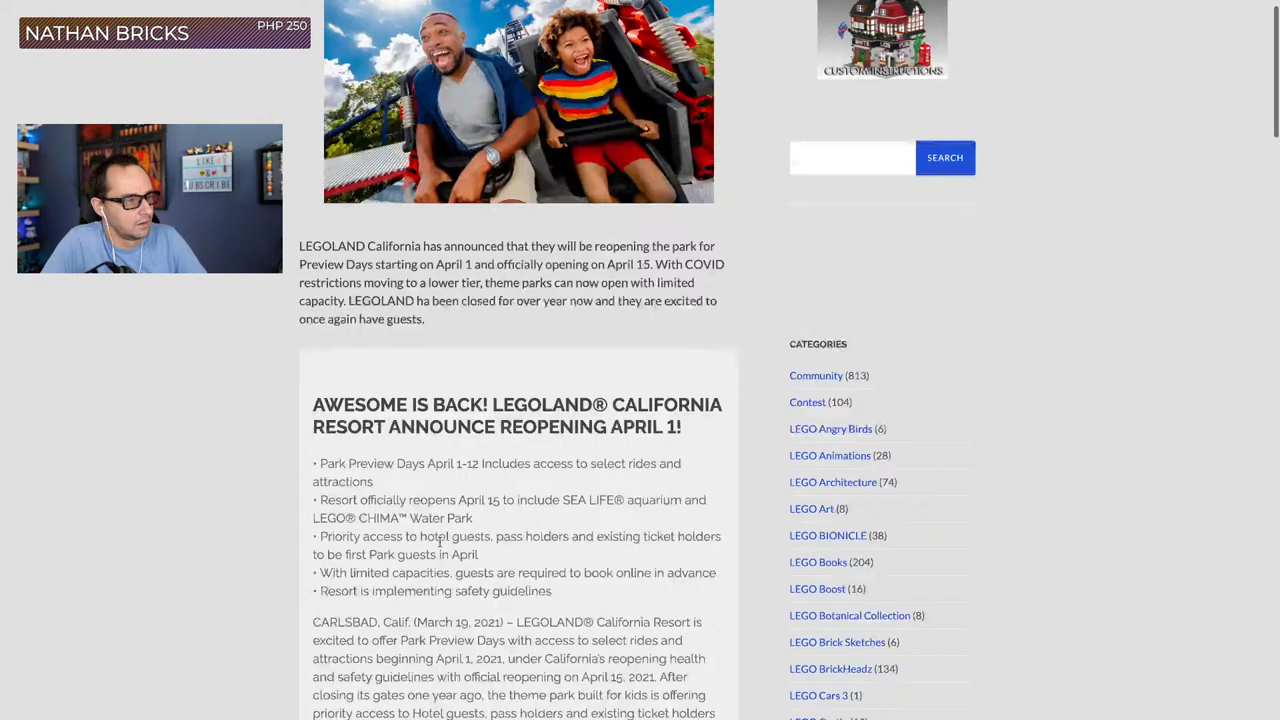 NATHAN BRICKS
PHP 250
CUSTOM INSTRUCTIONS
LIKE
&
SUBSCRIBE
SEARCH
LEGOLAND California has announced that they will be reopening the park for
Preview Days starting on April 1 and officially opening on April 15. With COVID
restrictions moving to a lower tier, theme parks can now open with limited
capacity. LEGOLAND ha been closed for over year now and they are excited to
once again have guests.
AWESOME IS BACK! LEGOLAND® CALIFORNIA
RESORT ANNOUNCE REOPENING APRIL 1!
• Park Preview Days April 1-12 Includes access to select rides and
attractions
• Resort officially reopens April 15 to include SEA LIFE® aquarium and
LEGO® CHIMA™ Water Park
• Priority access to hotel guests, pass holders and existing ticket holders
to be first Park guests in April
• With limited capacities, guests are required to book online in advance
• Resort is implementing safety guidelines
CARLSBAD, Calif. (March 19, 2021) – LEGOLAND® California Resort is
excited to offer Park Preview Days with access to select rides and
attractions beginning April 1, 2021, under California's reopening health
and safety guidelines with official reopening on April 15, 2021. After
closing its gates one year ago, the theme park built for kids is offering
priority access to Hotel guests, pass holders and existing ticket holders
CATEGORIES
Community (813)
Contest (104)
LEGO Angry Birds (6)
LEGO Animations (28)
LEGO Architecture (74)
LEGO Art (8)
LEGO BIONICLE (38)
LEGO Books (204)
LEGO Boost (16)
LEGO Botanical Collection (8)
LEGO Brick Sketches (6)
LEGO BrickHeadz (134)
LEGO Cars 3 (1)